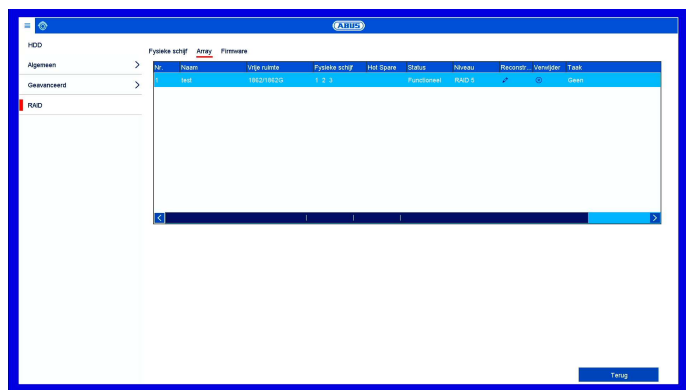 ABUS
HDD
Fysieke schijf Array Firmware
Algemeen
Nr. Naam Vrije ruimte Fysieke schijf Hot Spare Status Niveau Reconstr... Verwijder Taak
1 test 1862/1862G 1 2 3 Functioneel RAID 5 Geen
Geavanceerd
RAID
Terug